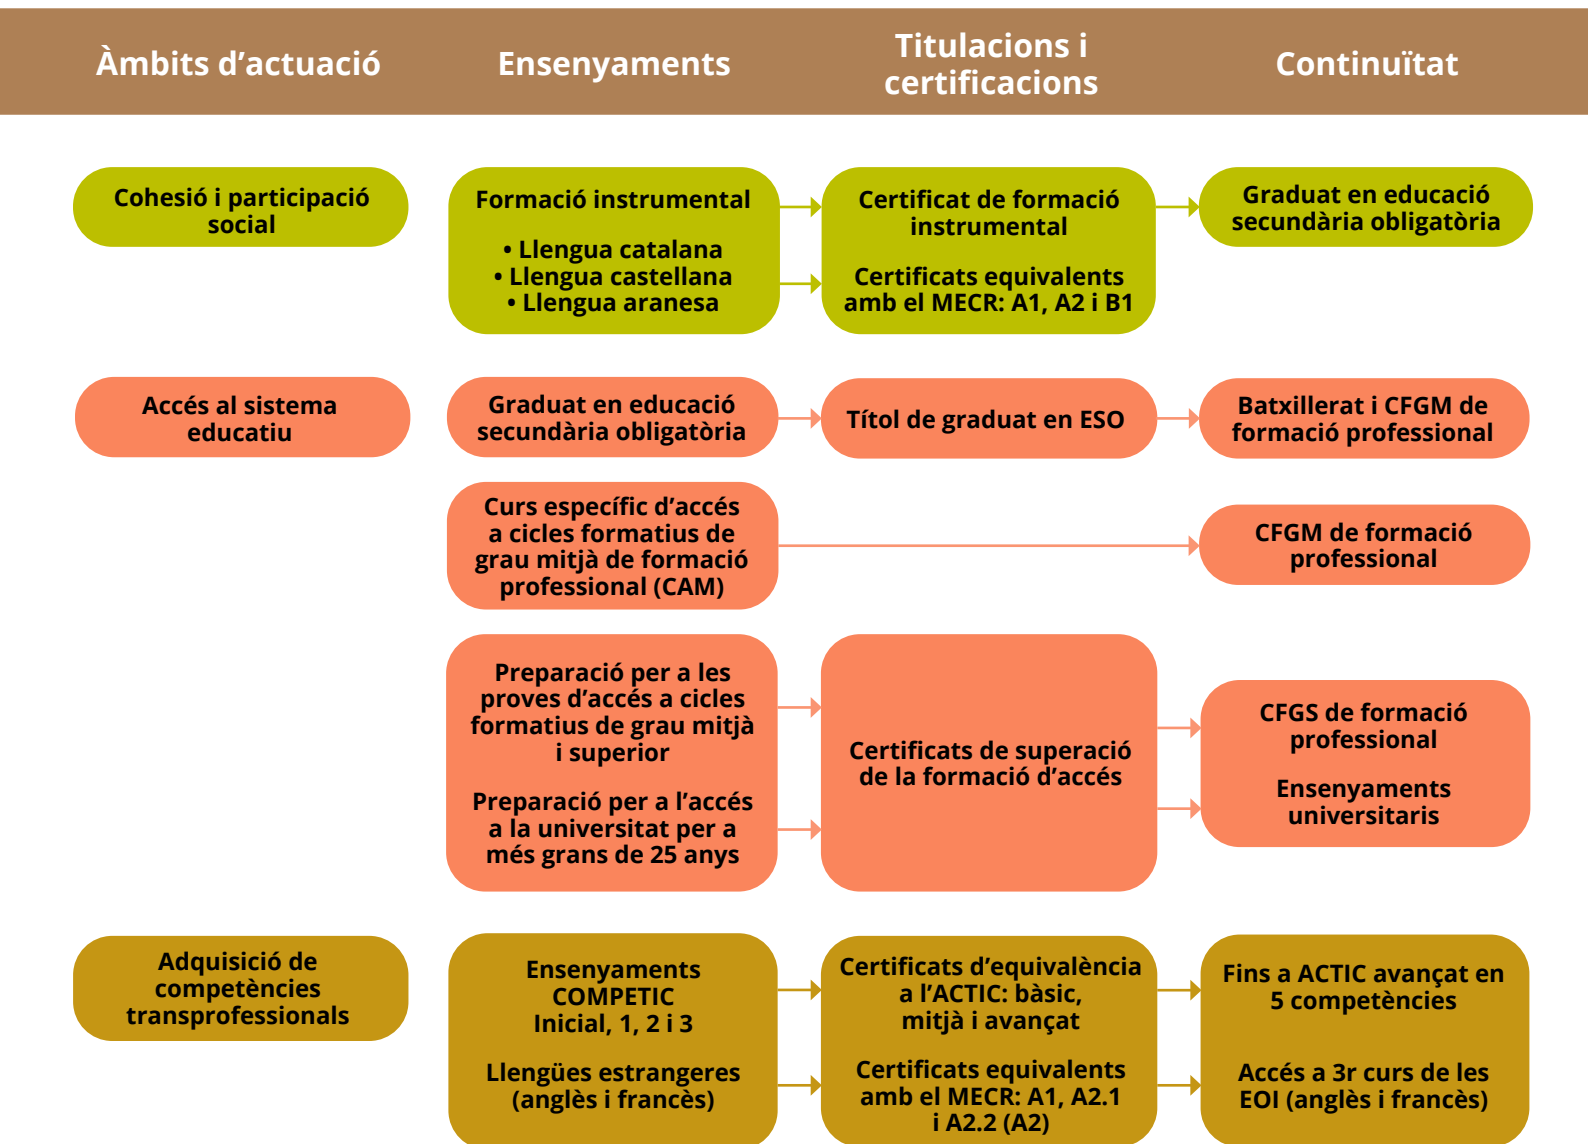 Àmbits d’actuació
Ensenyaments
Titulacions i
certificacions
Continuïtat
Cohesió i participació
social
Formació instrumental
• Llengua catalana
• Llengua castellana
• Llengua aranesa
Certificat de formació
instrumental
Certificats equivalents
amb el MECR: A1, A2 i B1
Graduat en educació
secundària obligatòria
Accés al sistema
educatiu
Graduat en educació
secundària obligatòria
Títol de graduat en ESO
Batxillerat i CFGM de
formació professional
Curs específic d’accés
a cicles formatius de
grau mitjà de formació
professional (CAM)
CFGM de formació
professional
Preparació per a les
proves d’accés a cicles
formatius de grau mitjà
i superior
Preparació per a l’accés
a la universitat per a
més grans de 25 anys
Certificats de superació
de la formació d’accés
CFGS de formació
professional
Ensenyaments
universitaris
Adquisició de
competències
transprofessionals
Ensenyaments
COMPETIC
Inicial, 1, 2 i 3
Llengües estrangeres
(anglès i francès)
Certificats d’equivalència
a l’ACTIC: bàsic,
mitjà i avançat
Certificats equivalents
amb el MECR: A1, A2.1
i A2.2 (A2)
Fins a ACTIC avançat en
5 competències
Accés a 3r curs de les
EOI (anglès i francès)